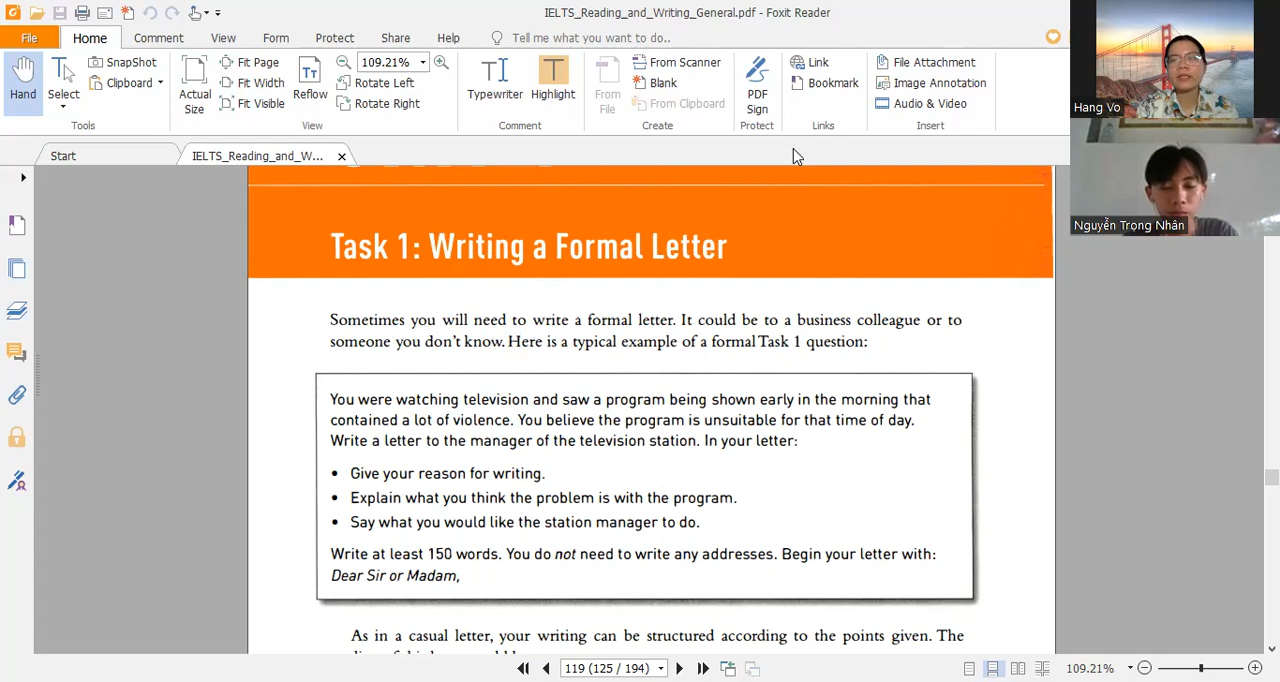 IELTS_Reading_and_Writing_General.pdf - Foxit Reader
File Home Comment View Form Protect Share Help Tell me what you want to do..
Hand
Select
SnapShot
Clipboard
Tools
Actual Size
Fit Page
Fit Width
Fit Visible
Reflow
109.21%
Rotate Left
Rotate Right
View
Typewriter
Highlight
Comment
From File
From Scanner
Blank
From Clipboard
Create
PDF Sign
Protect
Link
Bookmark
Links
File Attachment
Image Annotation
Audio & Video
Insert
Hang Vo
Nguyễn Trọng Nhân
Start IELTS_Reading_and_W...
Task 1: Writing a Formal Letter
Sometimes you will need to write a formal letter. It could be to a business colleague or to
someone you don't know. Here is a typical example of a formal Task 1 question:
You were watching television and saw a program being shown early in the morning that
contained a lot of violence. You believe the program is unsuitable for that time of day.
Write a letter to the manager of the television station. In your letter:
• Give your reason for writing.
• Explain what you think the problem is with the program.
• Say what you would like the station manager to do.
Write at least 150 words. You do not need to write any addresses. Begin your letter with:
Dear Sir or Madam,
As in a casual letter, your writing can be structured according to the points given. The
119 (125 / 194)
109.21%